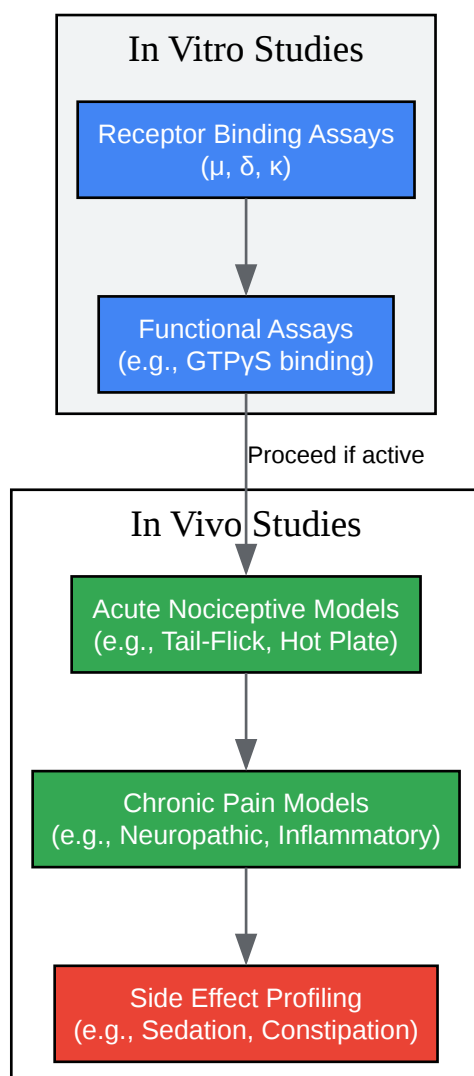 In Vitro Studies
Receptor Binding Assays
(μ, δ, κ)
Functional Assays
(e.g., GTPγS binding)
Proceed if active
In Vivo Studies
Acute Nociceptive Models
(e.g., Tail-Flick, Hot Plate)
Chronic Pain Models
(e.g., Neuropathic, Inflammatory)
Side Effect Profiling
(e.g., Sedation, Constipation)